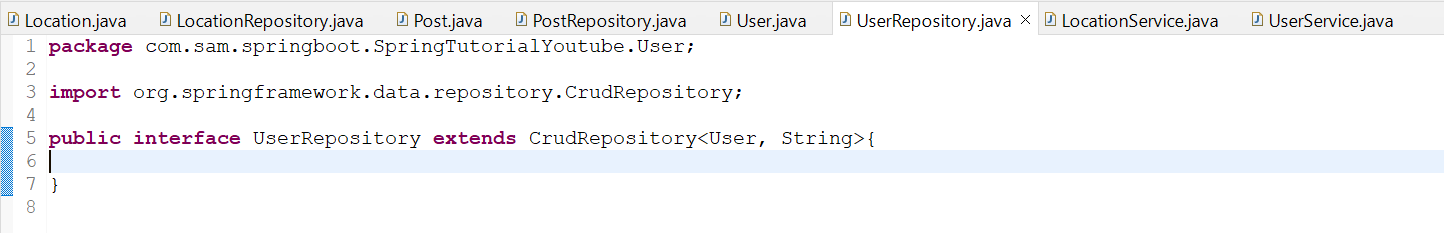 Location.java LocationRepository.java Post.java PostRepository.java User.java UserRepository.java LocationService.java UserService.java
1 package com.sam.springboot.SpringTutorialYoutube.User;
2
3 import org.springframework.data.repository.CrudRepository;
4
5 public interface UserRepository extends CrudRepository<User, String>{
6
7 }
8